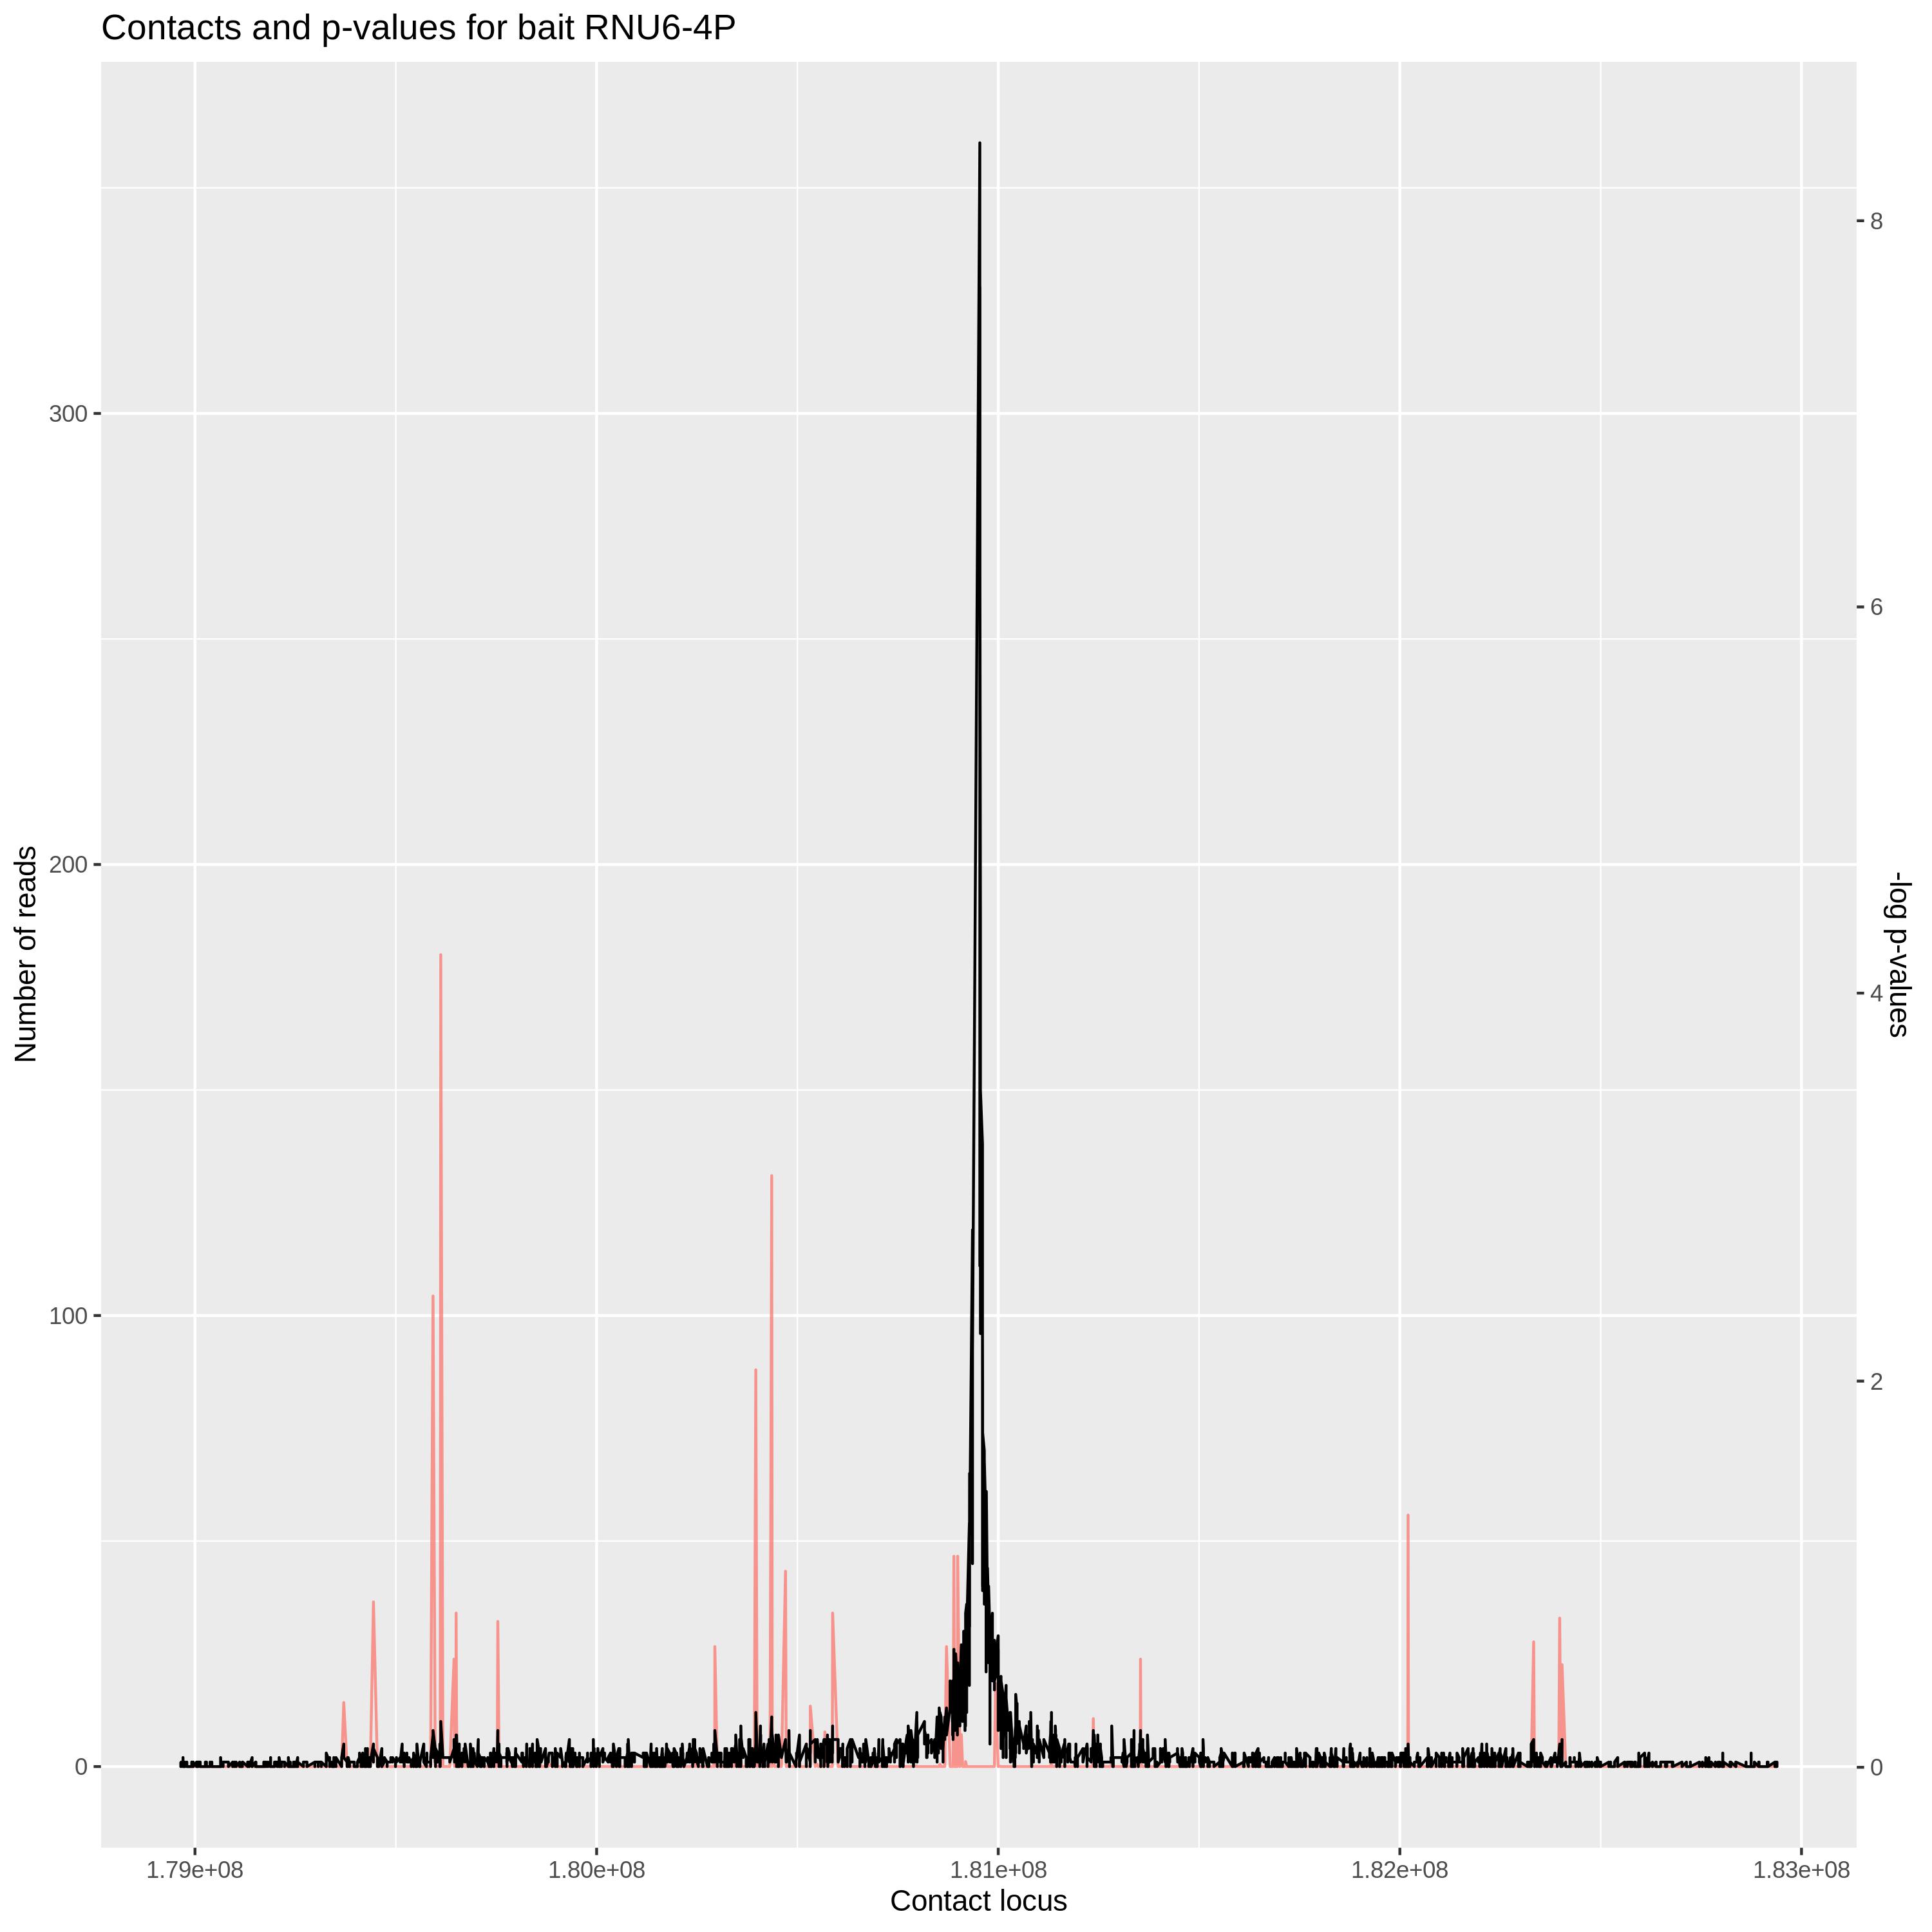 Contacts and p-values for bait RNU6-4P
Number of reads
300
200
100
0
8
6
4
2
0
-log p-values
1.79e+08
1.80e+08
1.81e+08
1.82e+08
1.83e+08
Contact locus